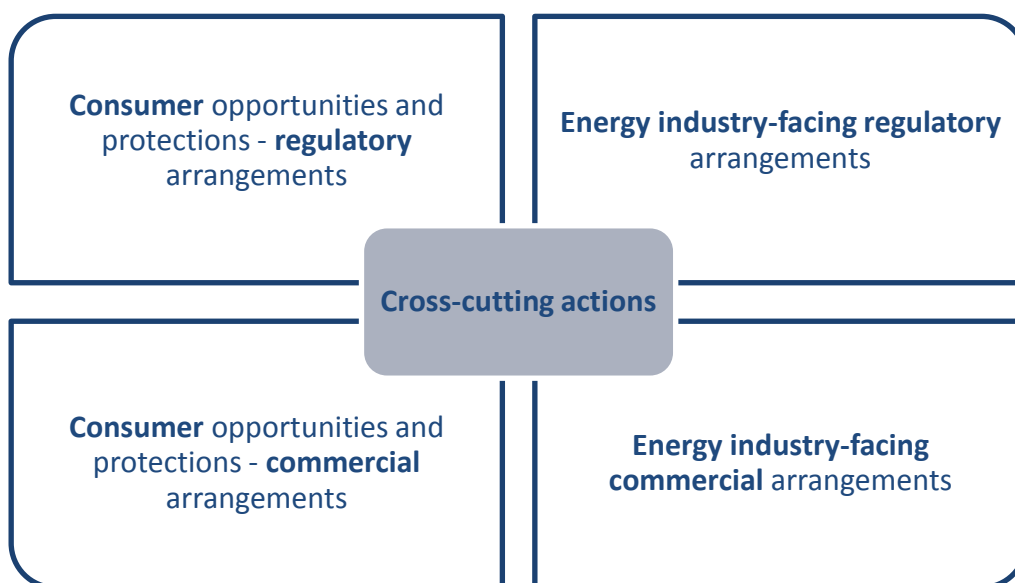 Consumer opportunities and
protections - regulatory
arrangements
Energy industry-facing regulatory
arrangements
Cross-cutting actions
Consumer opportunities and
protections - commercial
arrangements
Energy industry-facing
commercial arrangements